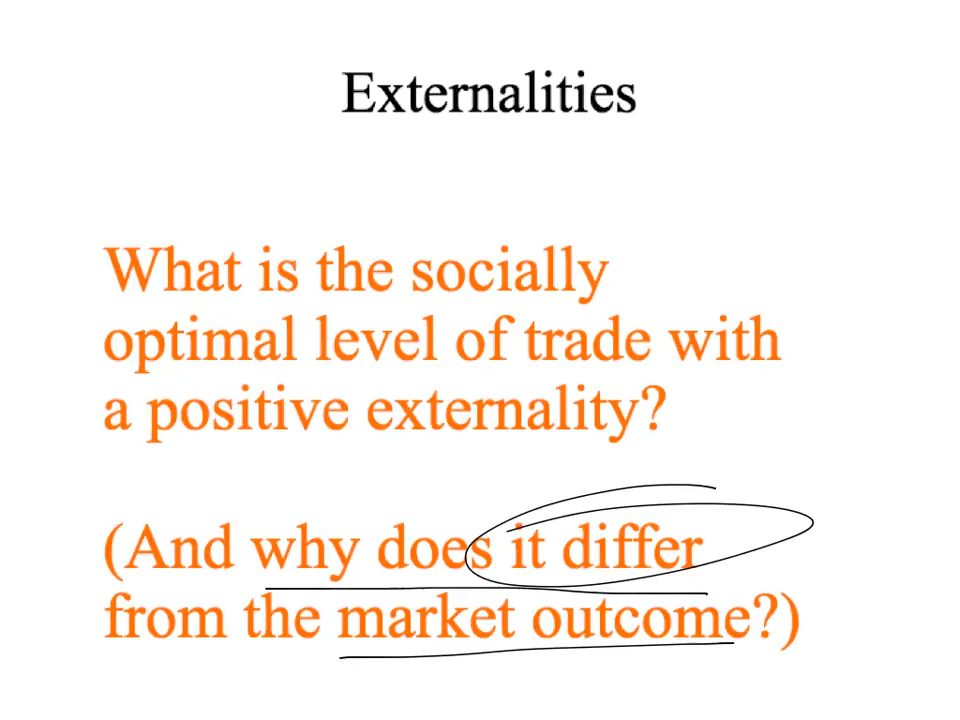 Externalities
What is the socially
optimal level of trade with
a positive externality?
(And why does it differ
from the market outcome?)